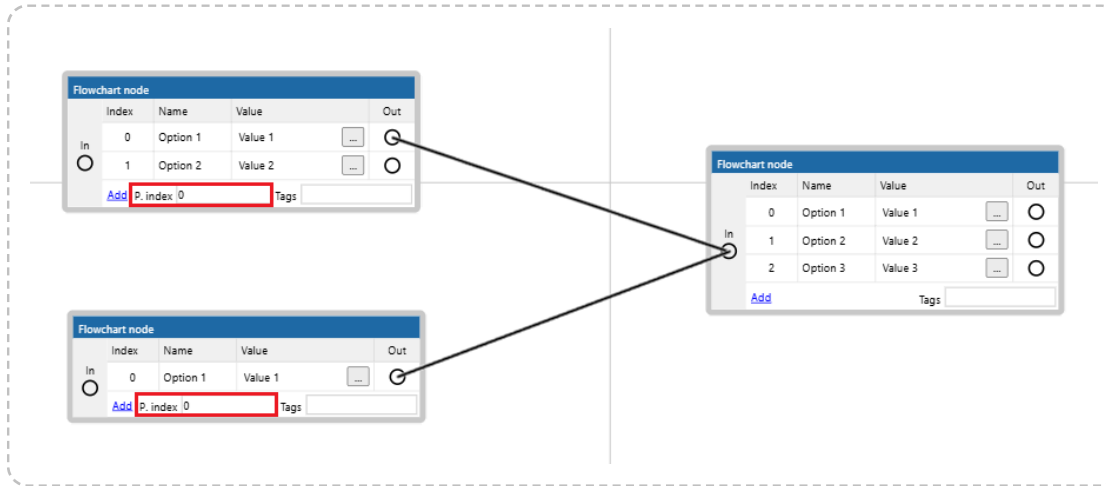 Flowchart node
Index Name Value Out
In
0 Option 1 Value 1 ...
1 Option 2 Value 2 ...
Add P. index 0 Tags
Flowchart node
Index Name Value Out
In
0 Option 1 Value 1 ...
1 Option 2 Value 2 ...
2 Option 3 Value 3 ...
Add Tags
Flowchart node
Index Name Value Out
In
0 Option 1 Value 1 ...
Add P. index 0 Tags